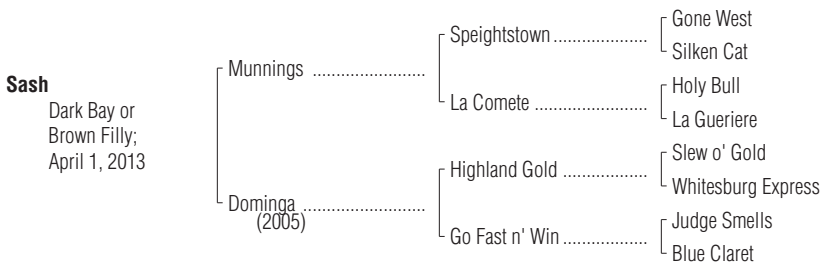 Sash
Dark Bay or
Brown Filly;
April 1, 2013
Munnings ..............................
Dominga .................................
(2005)
Speightstown .........................
La Comete ..............................
Highland Gold .......................
Go Fast n' Win .......................
Gone West
Silken Cat
Holy Bull
La Gueriere
Slew o' Gold
Whitesburg Express
Judge Smells
Blue Claret